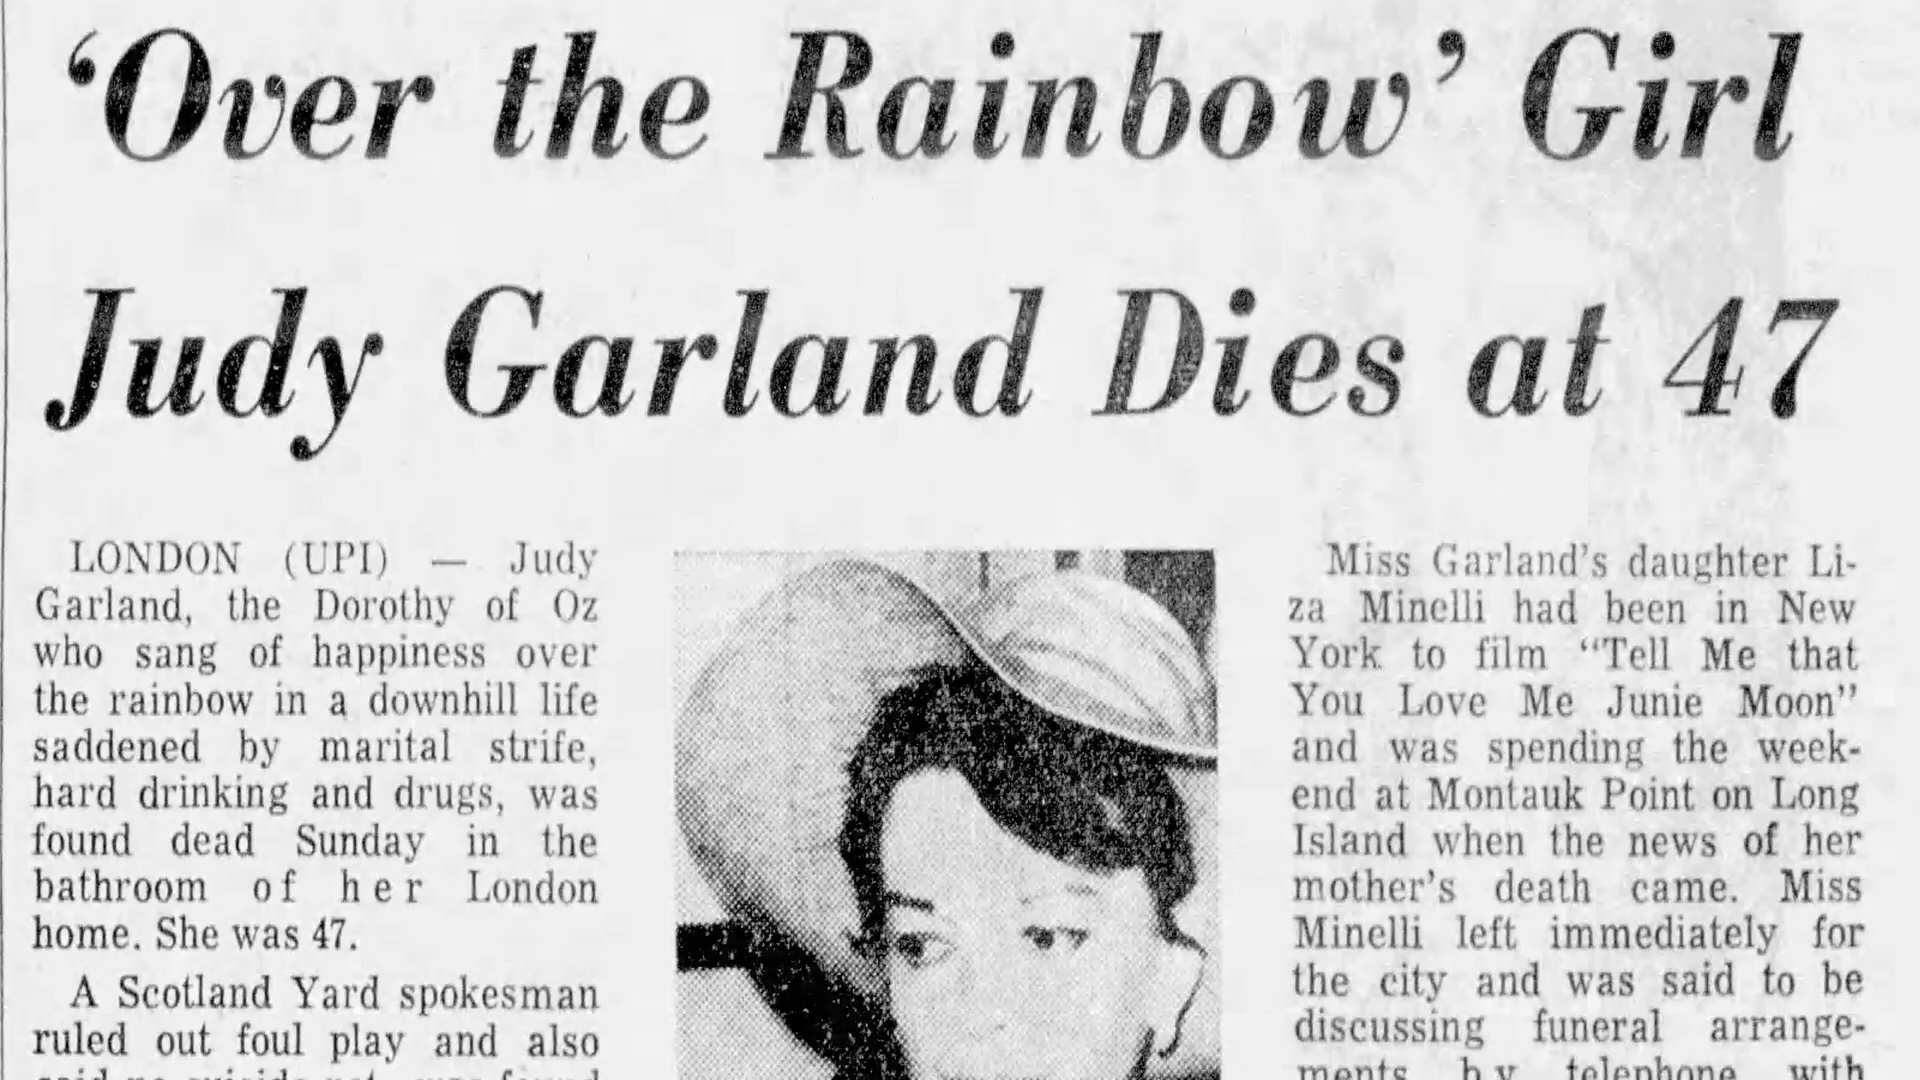 ‘Over the Rainbow’ Girl
Judy Garland Dies at 47
LONDON (UPI) — Judy
Garland, the Dorothy of Oz
who sang of happiness over
the rainbow in a downhill life
saddened by marital strife,
hard drinking and drugs, was
found dead Sunday in the
bathroom of her London
home. She was 47.
A Scotland Yard spokesman
ruled out foul play and also
said no suicide note was found
Miss Garland's daughter Li-
za Minelli had been in New
York to film “Tell Me that
You Love Me Junie Moon”
and was spending the week-
end at Montauk Point on Long
Island when the news of her
mother's death came. Miss
Minelli left immediately for
the city and was said to be
discussing funeral arrange-
ments by telephone with